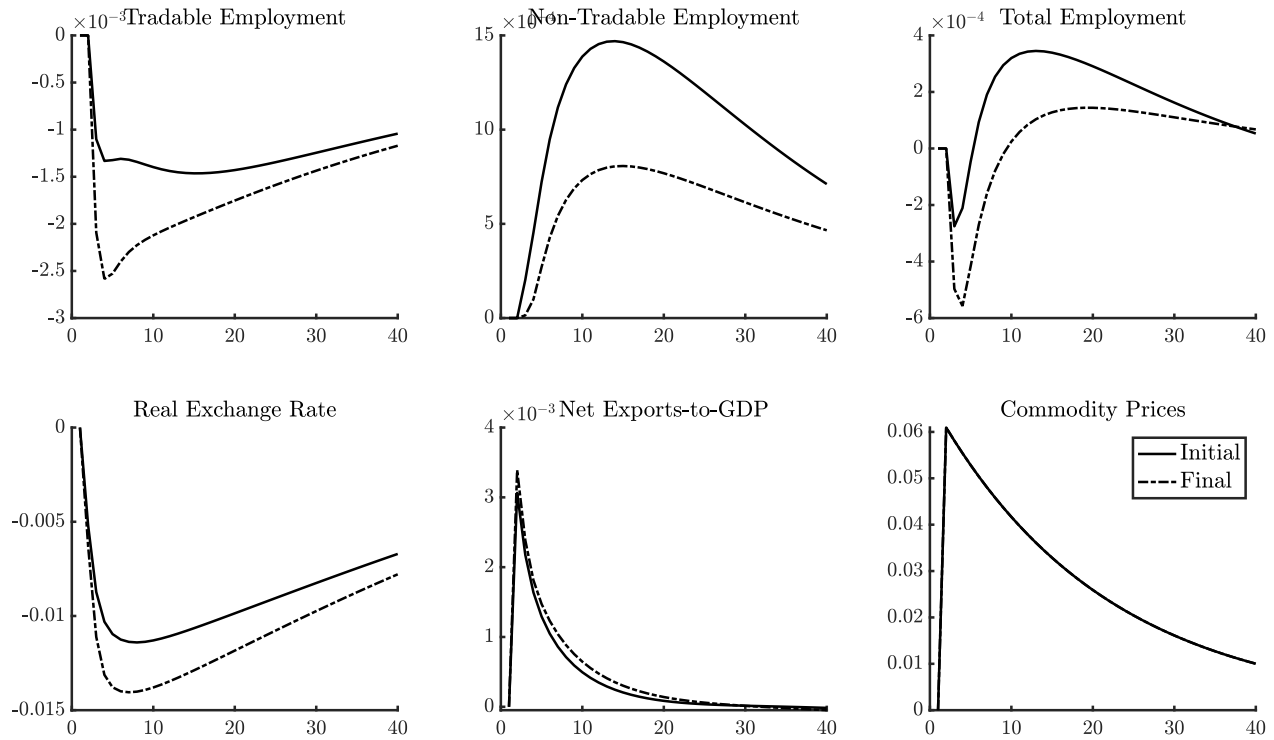 ×10⁻³ Tradable Employment
0
-0.5
-1
-1.5
-2
-2.5
-3
0 10 20 30 40
×10⁻⁴ Non-Tradable Employment
15
10
5
0
0 10 20 30 40
×10⁻⁴ Total Employment
4
2
0
-2
-4
-6
0 10 20 30 40
Real Exchange Rate
0
-0.005
-0.01
-0.015
0 10 20 30 40
×10⁻³ Net Exports-to-GDP
4
3
2
1
0
0 10 20 30 40
Commodity Prices
0.06
0.05
0.04
0.03
0.02
0.01
0
0 10 20 30 40
Initial
Final